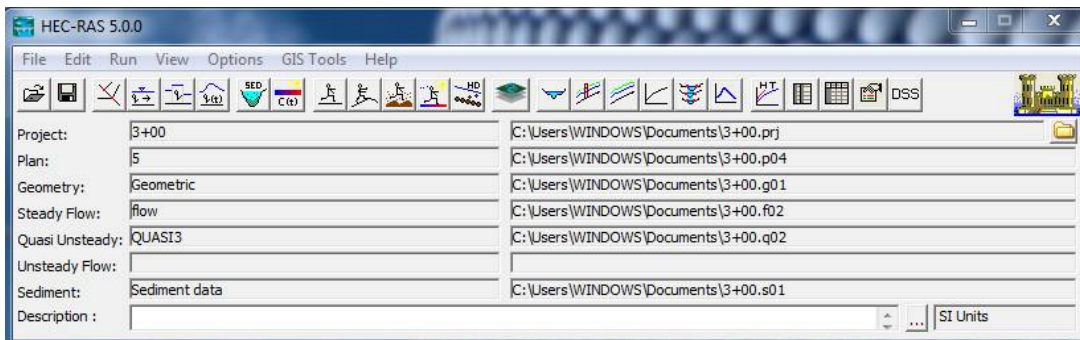 HEC-RAS 5.0.0
File Edit Run View Options GIS Tools Help
SED C(t) HD HT DSS
Project: 3+00 C:\Users\WINDOWS\Documents\3+00.prj
Plan: 5 C:\Users\WINDOWS\Documents\3+00.p04
Geometry: Geometric C:\Users\WINDOWS\Documents\3+00.g01
Steady Flow: flow C:\Users\WINDOWS\Documents\3+00.f02
Quasi Unsteady: QUASI3 C:\Users\WINDOWS\Documents\3+00.q02
Unsteady Flow:
Sediment: Sediment data C:\Users\WINDOWS\Documents\3+00.s01
Description : ... SI Units